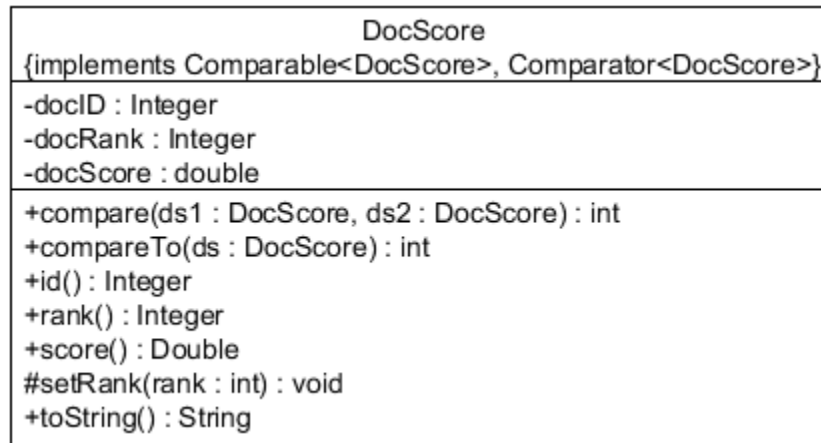 DocScore
{implements Comparable<DocScore>, Comparator<DocScore>}
-docID : Integer
-docRank : Integer
-docScore : double
+compare(ds1 : DocScore, ds2 : DocScore) : int
+compareTo(ds : DocScore) : int
+id() : Integer
+rank() : Integer
+score() : Double
#setRank(rank : int) : void
+toString() : String